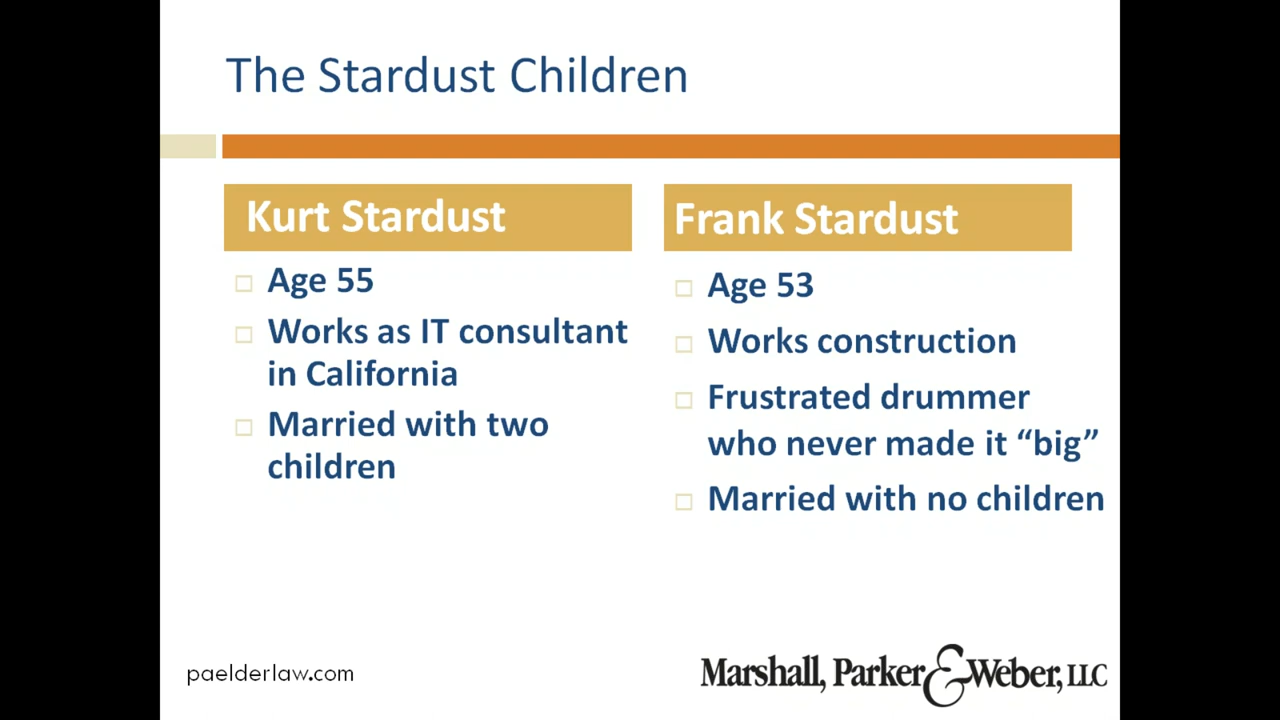 The Stardust Children
Kurt Stardust
Age 55
Works as IT consultant
in California
Married with two
children
Frank Stardust
Age 53
Works construction
Frustrated drummer
who never made it “big”
Married with no children
paelderlaw.com
Marshall, Parker & Weber, LLC